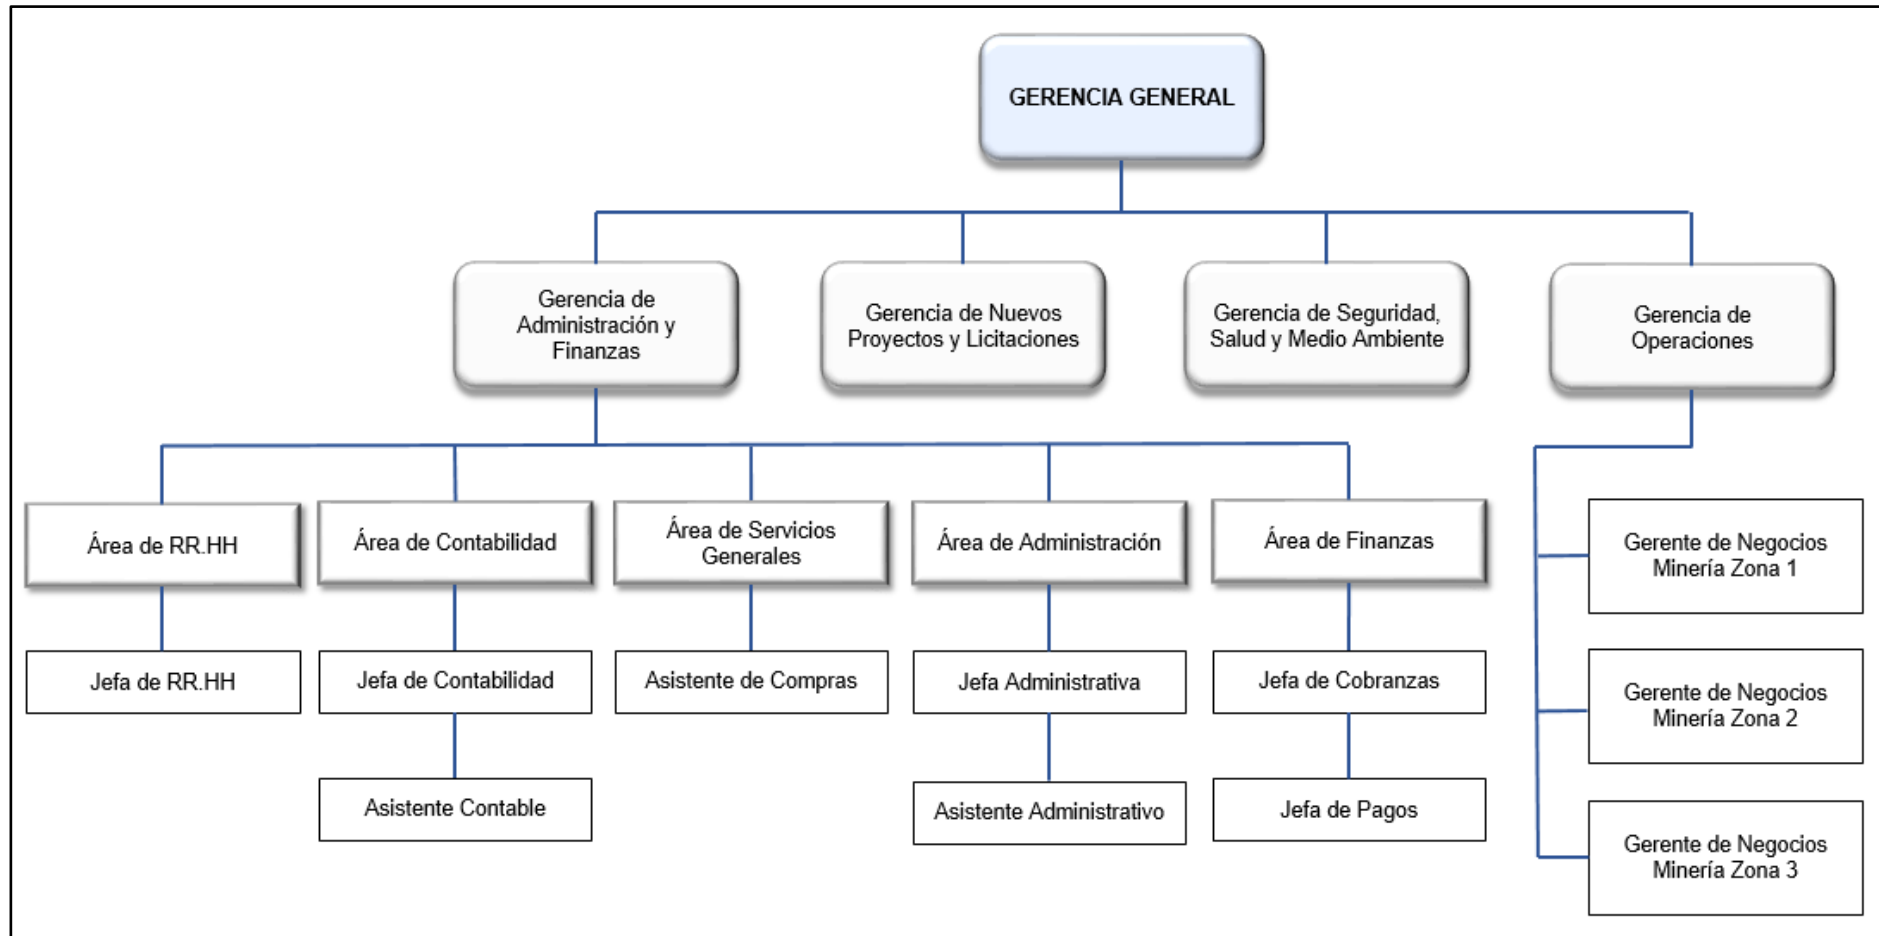 GERENCIA GENERAL
Gerencia de
Administración y
Finanzas
Gerencia de Nuevos
Proyectos y Licitaciones
Gerencia de Seguridad,
Salud y Medio Ambiente
Gerencia de
Operaciones
Área de RR.HH
Área de Contabilidad
Área de Servicios
Generales
Área de Administración
Área de Finanzas
Gerente de Negocios
Minería Zona 1
Jefa de RR.HH
Jefa de Contabilidad
Asistente de Compras
Jefa Administrativa
Jefa de Cobranzas
Gerente de Negocios
Minería Zona 2
Asistente Contable
Asistente Administrativo
Jefa de Pagos
Gerente de Negocios
Minería Zona 3